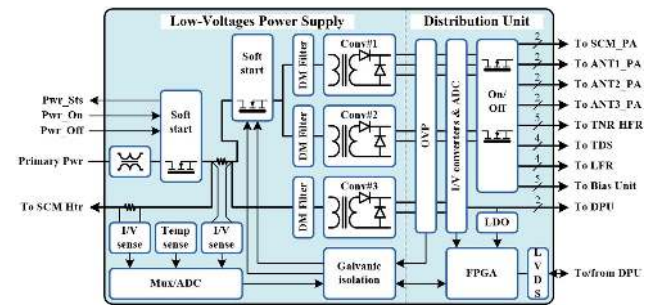 Low-Voltages Power Supply
Distribution Unit
Soft
start
DM Filter
Conv#1
Pwr_Sts
Pwr_On
Pwr_Off
Soft
start
Primary Pwr
DM Filter
Conv#2
OVP
I/V converters & ADC
On/
Off
2
To SCM_PA
2
To ANT1_PA
2
To ANT2_PA
2
To ANT3_PA
5
To TNR HFR
4
To TDS
4
To LFR
5
To Bias Unit
2
To DPU
To SCM Htr
DM Filter
Conv#3
I/V
sense
Temp
sense
I/V
sense
LDO
Mux/ADC
Galvanic
isolation
FPGA
LVDS
To/from DPU